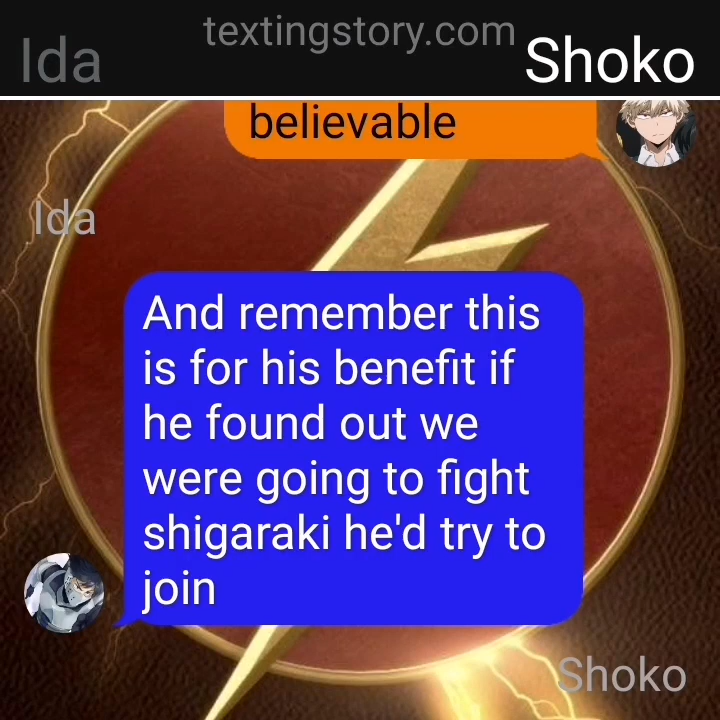 textingstory.com
Ida
Shoko
believable
Ida
And remember this
is for his benefit if
he found out we
were going to fight
shigaraki he'd try to
join
Shoko